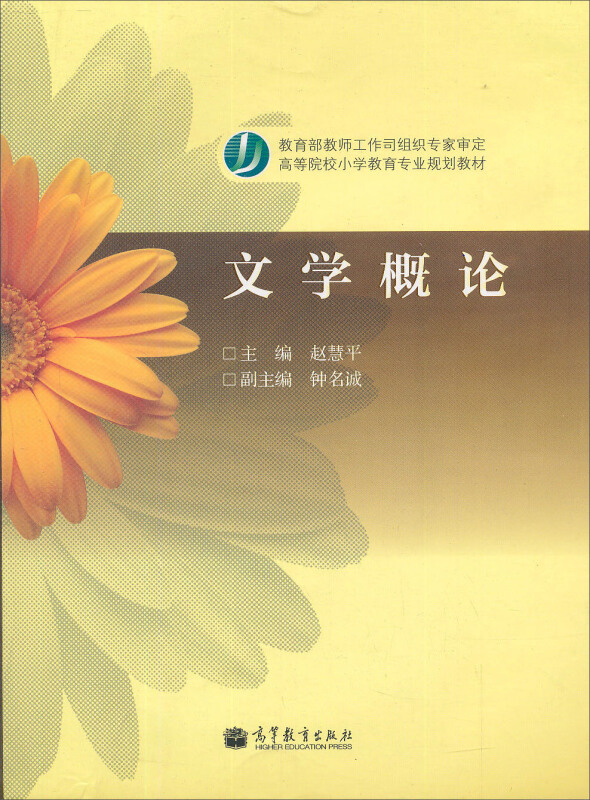 教育部教师工作司组织专家审定
高等院校小学教育专业规划教材
文学概论
□主 编 赵慧平
□副主编 钟名诚
高等教育出版社
HIGHER EDUCATION PRESS